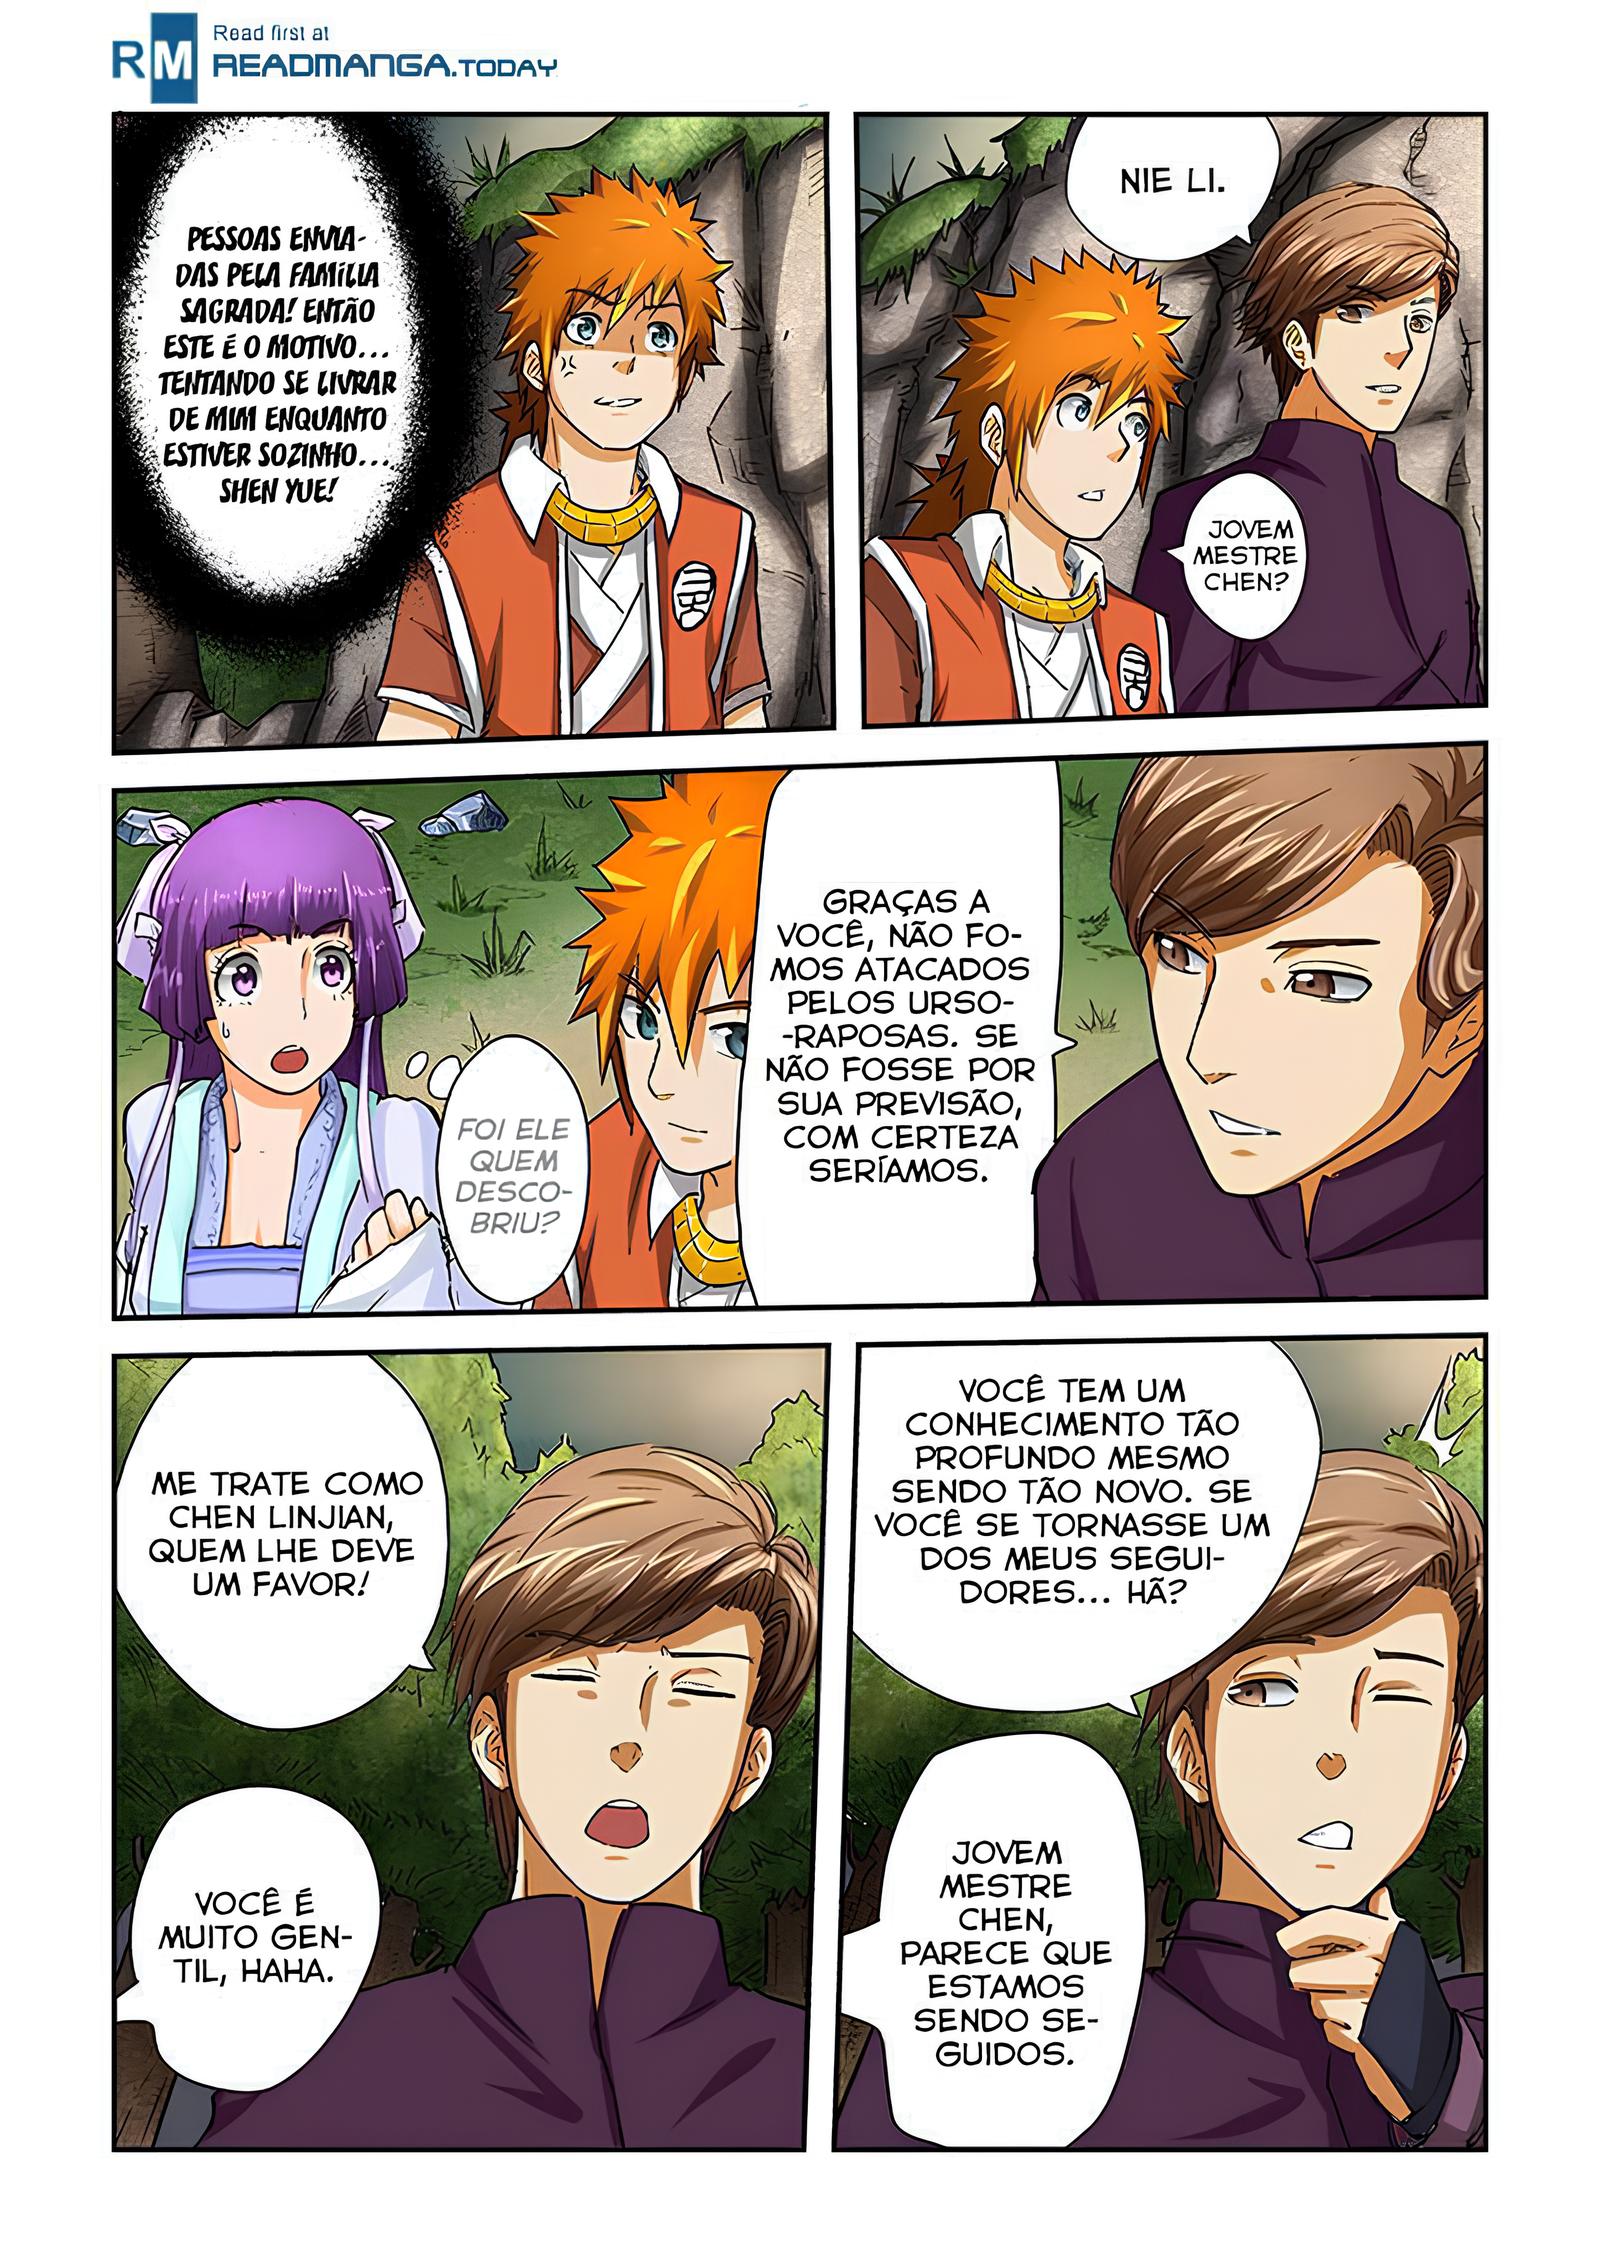 RM
Read first at
READMANGA.TODAY
PESSOAS ENVIA-
DAS PELA FAMÍLIA
SAGRADA! ENTÃO
ESTE É O MOTIVO...
TENTANDO SE LIVRAR
DE MIM ENQUANTO
ESTIVER SOZINHO...
SHEN YUE!
NIE LI.
JOVEM
MESTRE
CHEN?
GRAÇAS A
VOCÊ, NÃO FO-
MOS ATACADOS
PELOS URSO-
-RAPOSAS. SE
NÃO FOSSE POR
SUA PREVISÃO,
COM CERTEZA
SERÍAMOS.
FOI ELE
QUEM
DESCO-
BRIU?
ME TRATE COMO
CHEN LINJIAN,
QUEM LHE DEVE
UM FAVOR!
VOCÊ É
MUITO GEN-
TIL, HAHA.
VOCÊ TEM UM
CONHECIMENTO TÃO
PROFUNDO MESMO
SENDO TÃO NOVO. SE
VOCÊ SE TORNASSE UM
DOS MEUS SEGUI-
DORES... HÃ?
JOVEM
MESTRE
CHEN,
PARECE QUE
ESTAMOS
SENDO SE-
GUIDOS.